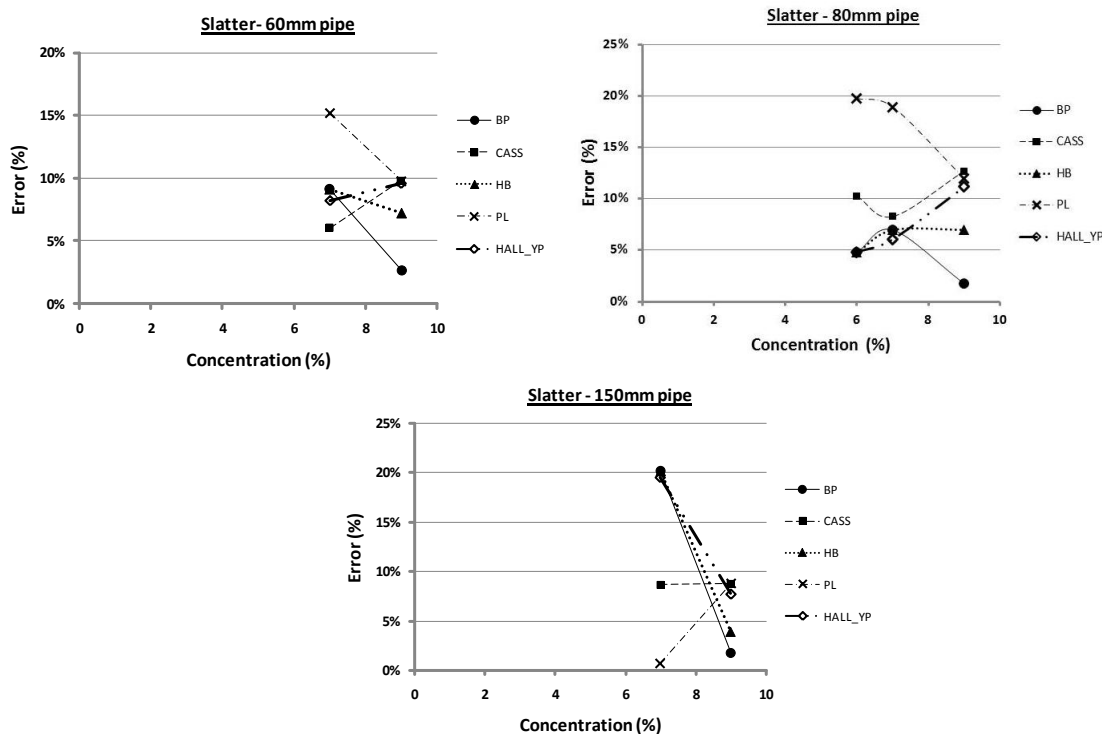 Slatter- 60mm pipe
20%
15%
10%
5%
0%
0 2 4 6 8 10
Error (%)
Concentration (%)
BP
CASS
HB
PL
HALL_YP
Slatter - 80mm pipe
25%
20%
15%
10%
5%
0%
0 2 4 6 8 10
Error (%)
Concentration (%)
BP
CASS
HB
PL
HALL_YP
Slatter - 150mm pipe
25%
20%
15%
10%
5%
0%
0 2 4 6 8 10
Error (%)
Concentration (%)
BP
CASS
HB
PL
HALL_YP